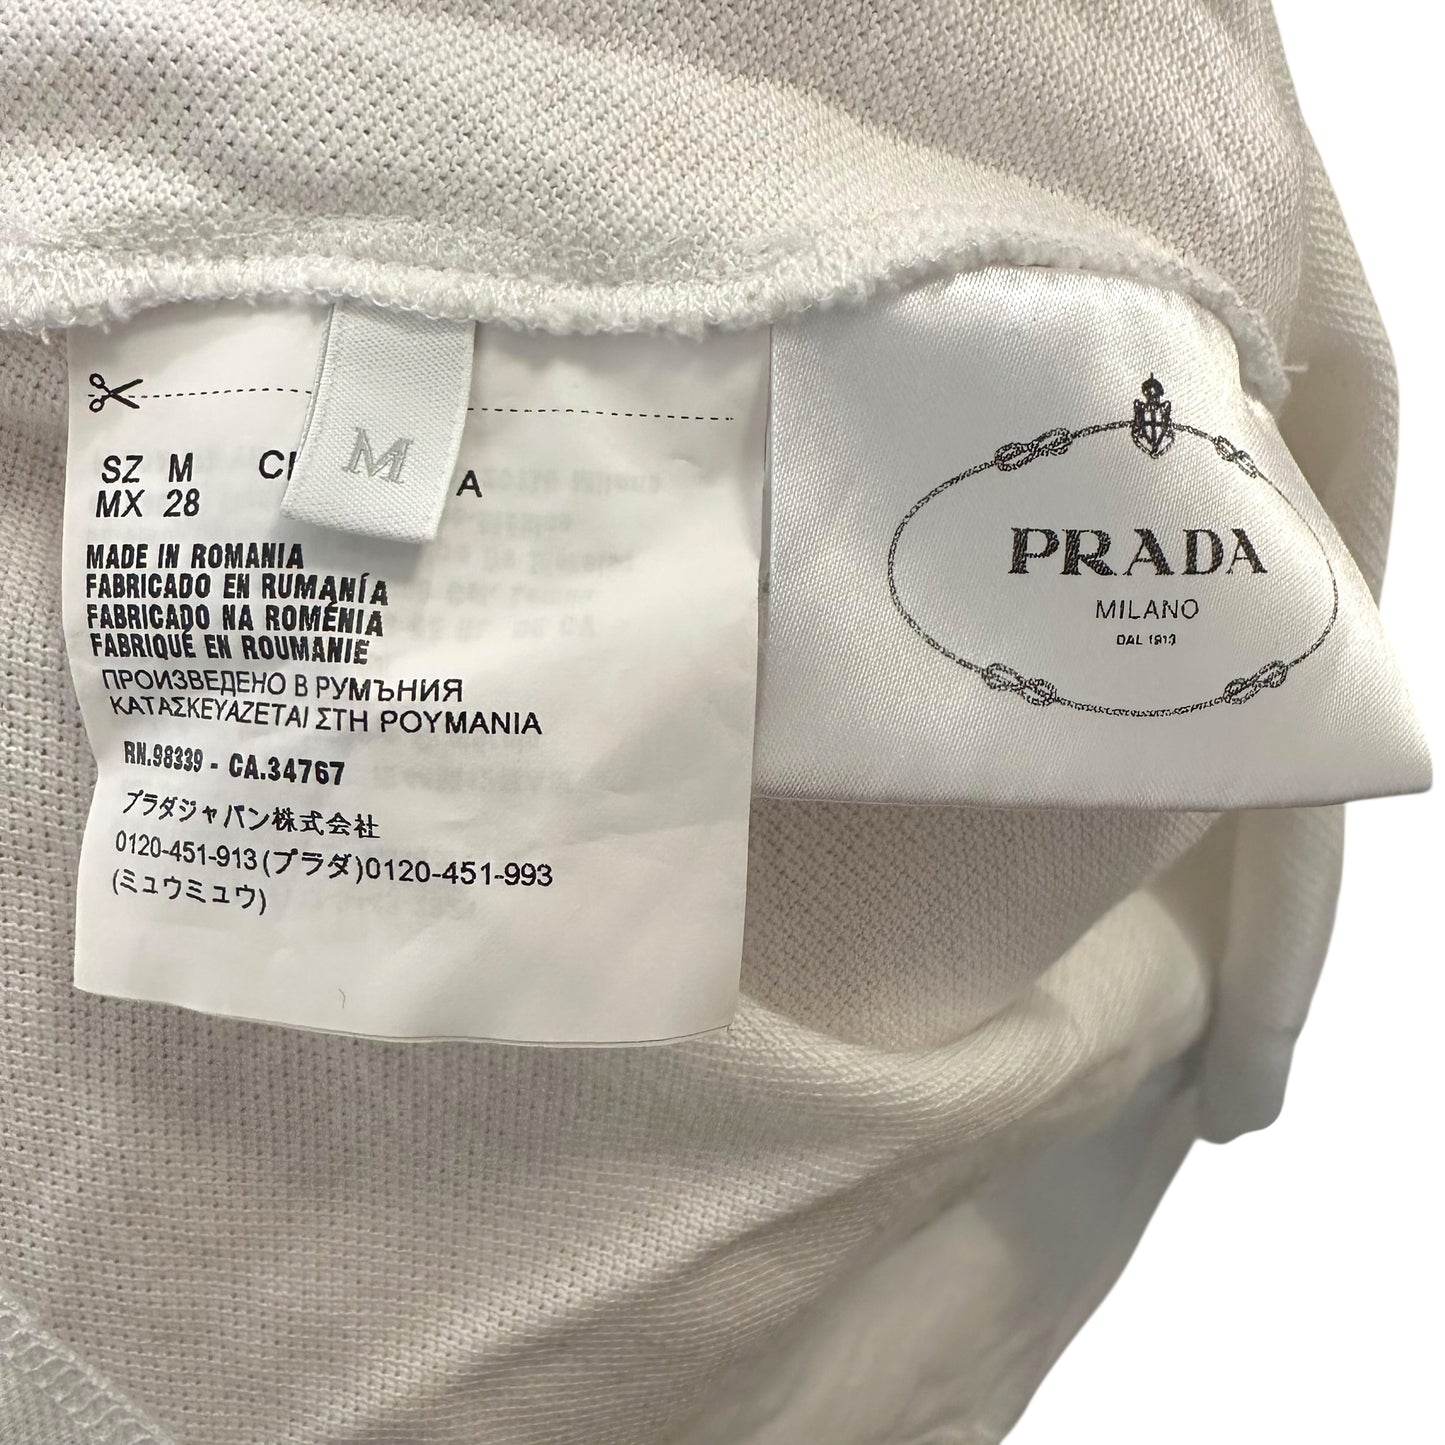 SZ M
MX 28
M
A
MADE IN ROMANIA
FABRICADO EN RUMANÍA
FABRICADO NA ROMÉNIA
FABRIQUÉ EN ROUMANIE
ПРОИЗВЕДЕНО В РУМЪНИЯ
ΚΑΤΑΣΚΕΥΑΖΕΤΑΙ ΣΤΗ ΡΟΥΜΑΝΙΑ
RN.98339 - CA.34767
プラダジャパン株式会社
0120-451-913(プラダ)0120-451-993
(ミュウミュウ)
PRADA
MILANO
DAL 1913